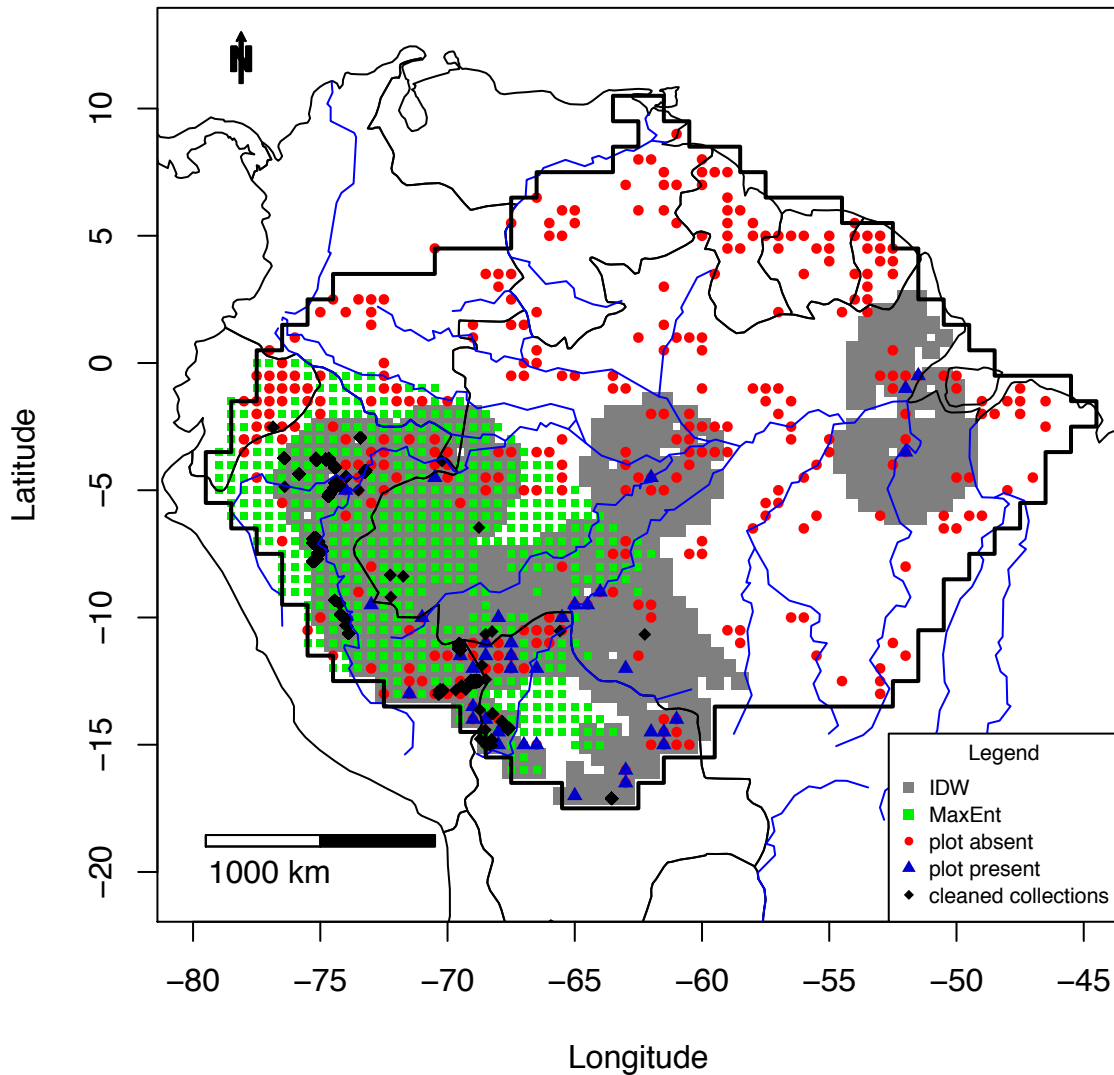 N
10
5
0
−5
−10
−15
−20
Latitude
1000 km
Legend
IDW
MaxEnt
plot absent
plot present
cleaned collections
−80
−75
−70
−65
−60
−55
−50
−45
Longitude